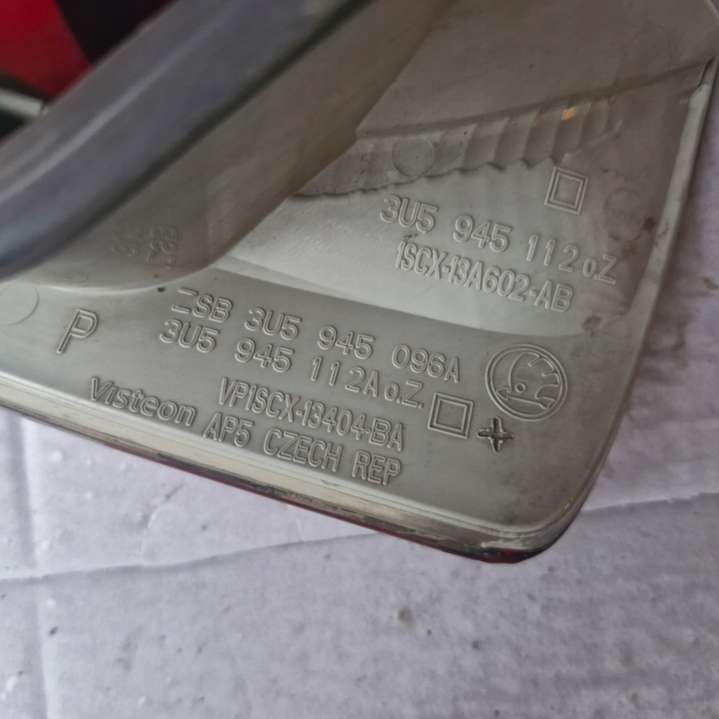 3U5 945 112 o.Z
1SCX-13A602-AB
P
ZSB 3U5 945 096A
3U5 945 112A o.Z.
VP1SCX-13404-BA
Visteon AP5 CZECH REP